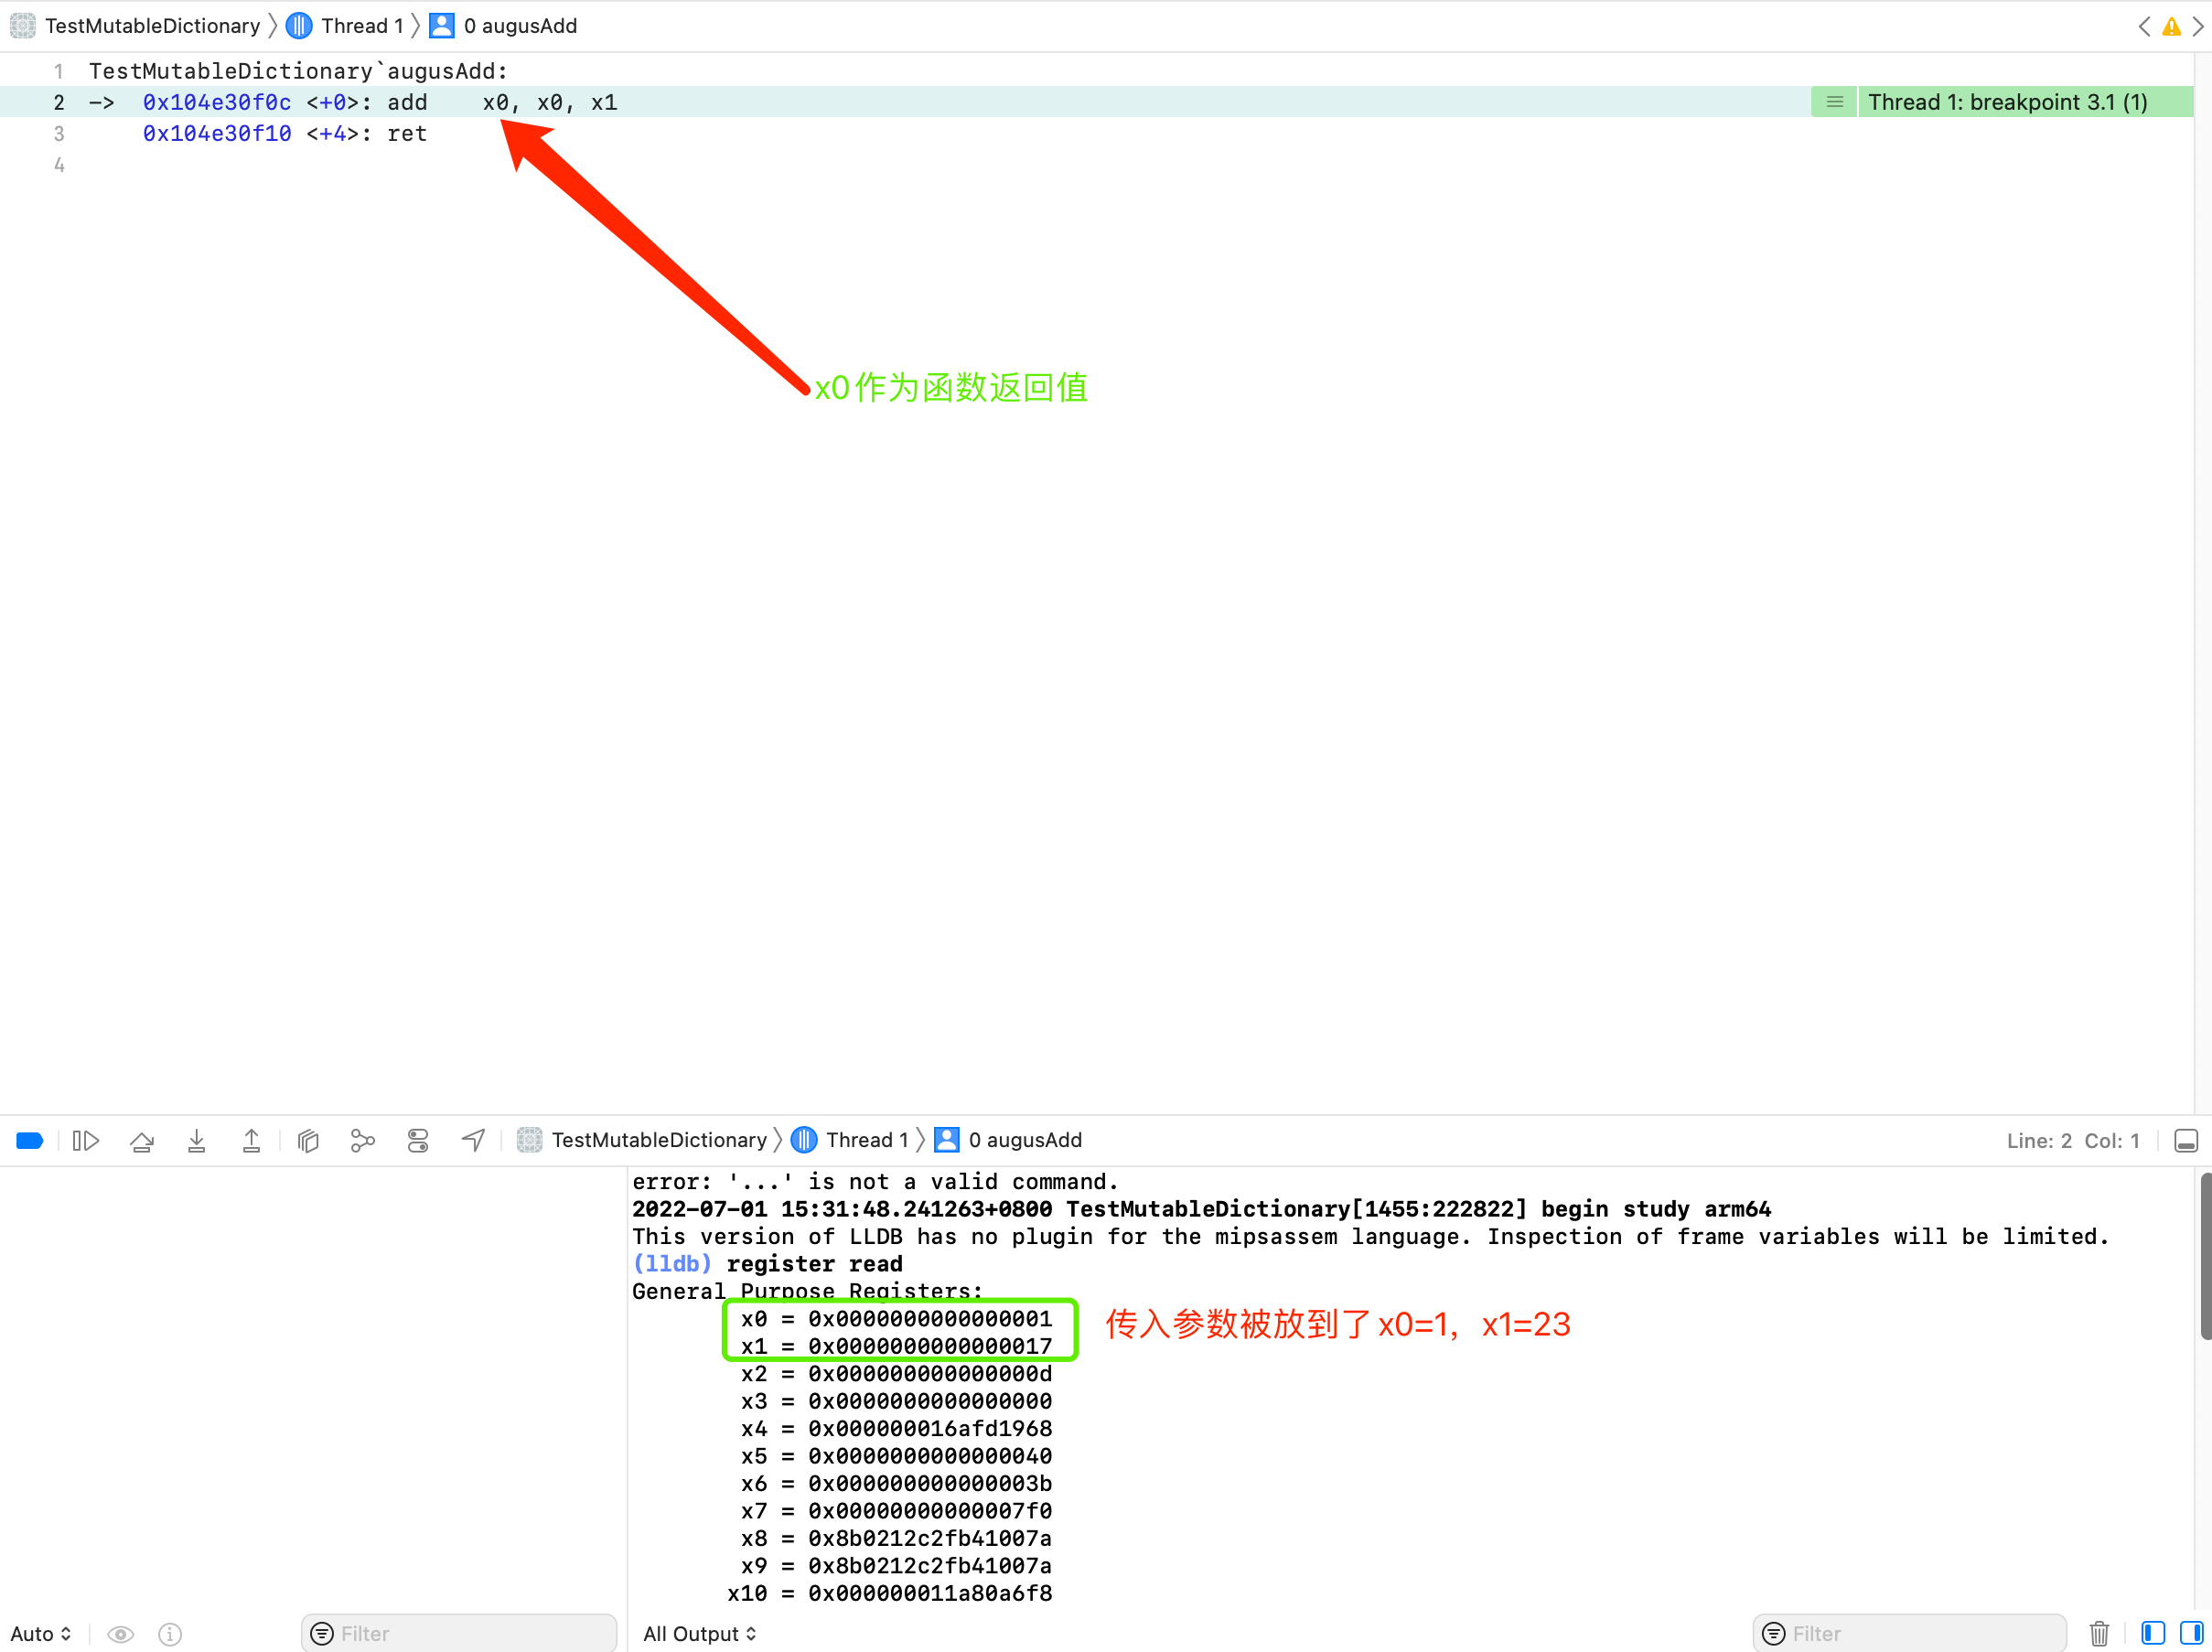 TestMutableDictionary 〉 Thread 1 〉 0 augusAdd
1 TestMutableDictionary`augusAdd:
2 -> 0x104e30f0c <+0>: add x0, x0, x1 Thread 1: breakpoint 3.1 (1)
3 0x104e30f10 <+4>: ret
4
x0作为函数返回值
TestMutableDictionary 〉 Thread 1 〉 0 augusAdd Line: 2 Col: 1
error: '...' is not a valid command.
2022-07-01 15:31:48.241263+0800 TestMutableDictionary[1455:222822] begin study arm64
This version of LLDB has no plugin for the mipsassem language. Inspection of frame variables will be limited.
(lldb) register read
General Purpose Registers:
x0 = 0x0000000000000001
x1 = 0x0000000000000017
传入参数被放到了x0=1, x1=23
x2 = 0x000000000000000d
x3 = 0x0000000000000000
x4 = 0x000000016afd1968
x5 = 0x0000000000000040
x6 = 0x000000000000003b
x7 = 0x00000000000007f0
x8 = 0x8b0212c2fb41007a
x9 = 0x8b0212c2fb41007a
x10 = 0x000000011a80a6f8
Auto Filter All Output Filter